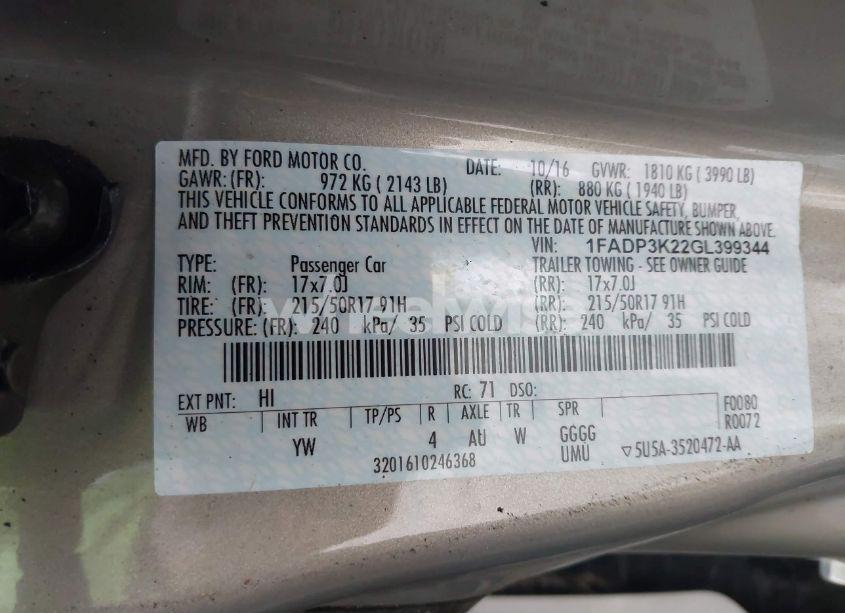 MFD. BY FORD MOTOR CO. DATE: 10/16 GVWR: 1810 KG ( 3990 LB)
GAWR: (FR): 972 KG ( 2143 LB) (RR): 880 KG ( 1940 LB)
THIS VEHICLE CONFORMS TO ALL APPLICABLE FEDERAL MOTOR VEHICLE SAFETY, BUMPER,
AND THEFT PREVENTION STANDARDS IN EFFECT ON THE DATE OF MANUFACTURE SHOWN ABOVE.
VIN: 1FADP3K22GL399344
TYPE: Passenger Car TRAILER TOWING - SEE OWNER GUIDE
RIM: (FR): 17x7.0J (RR): 17x7.0J
TIRE: (FR): 215/50R17 91H (RR): 215/50R17 91H
PRESSURE: (FR): 240 kPa/ 35 PSI COLD (RR): 240 kPa/ 35 PSI COLD
EXT PNT: HI RC: 71 DSO: F0080
WB INT TR TP/PS R AXLE TR SPR R0072
YW 4 AU W GGGG
3201610246368 UMU ▽5U5A-3520472-AA